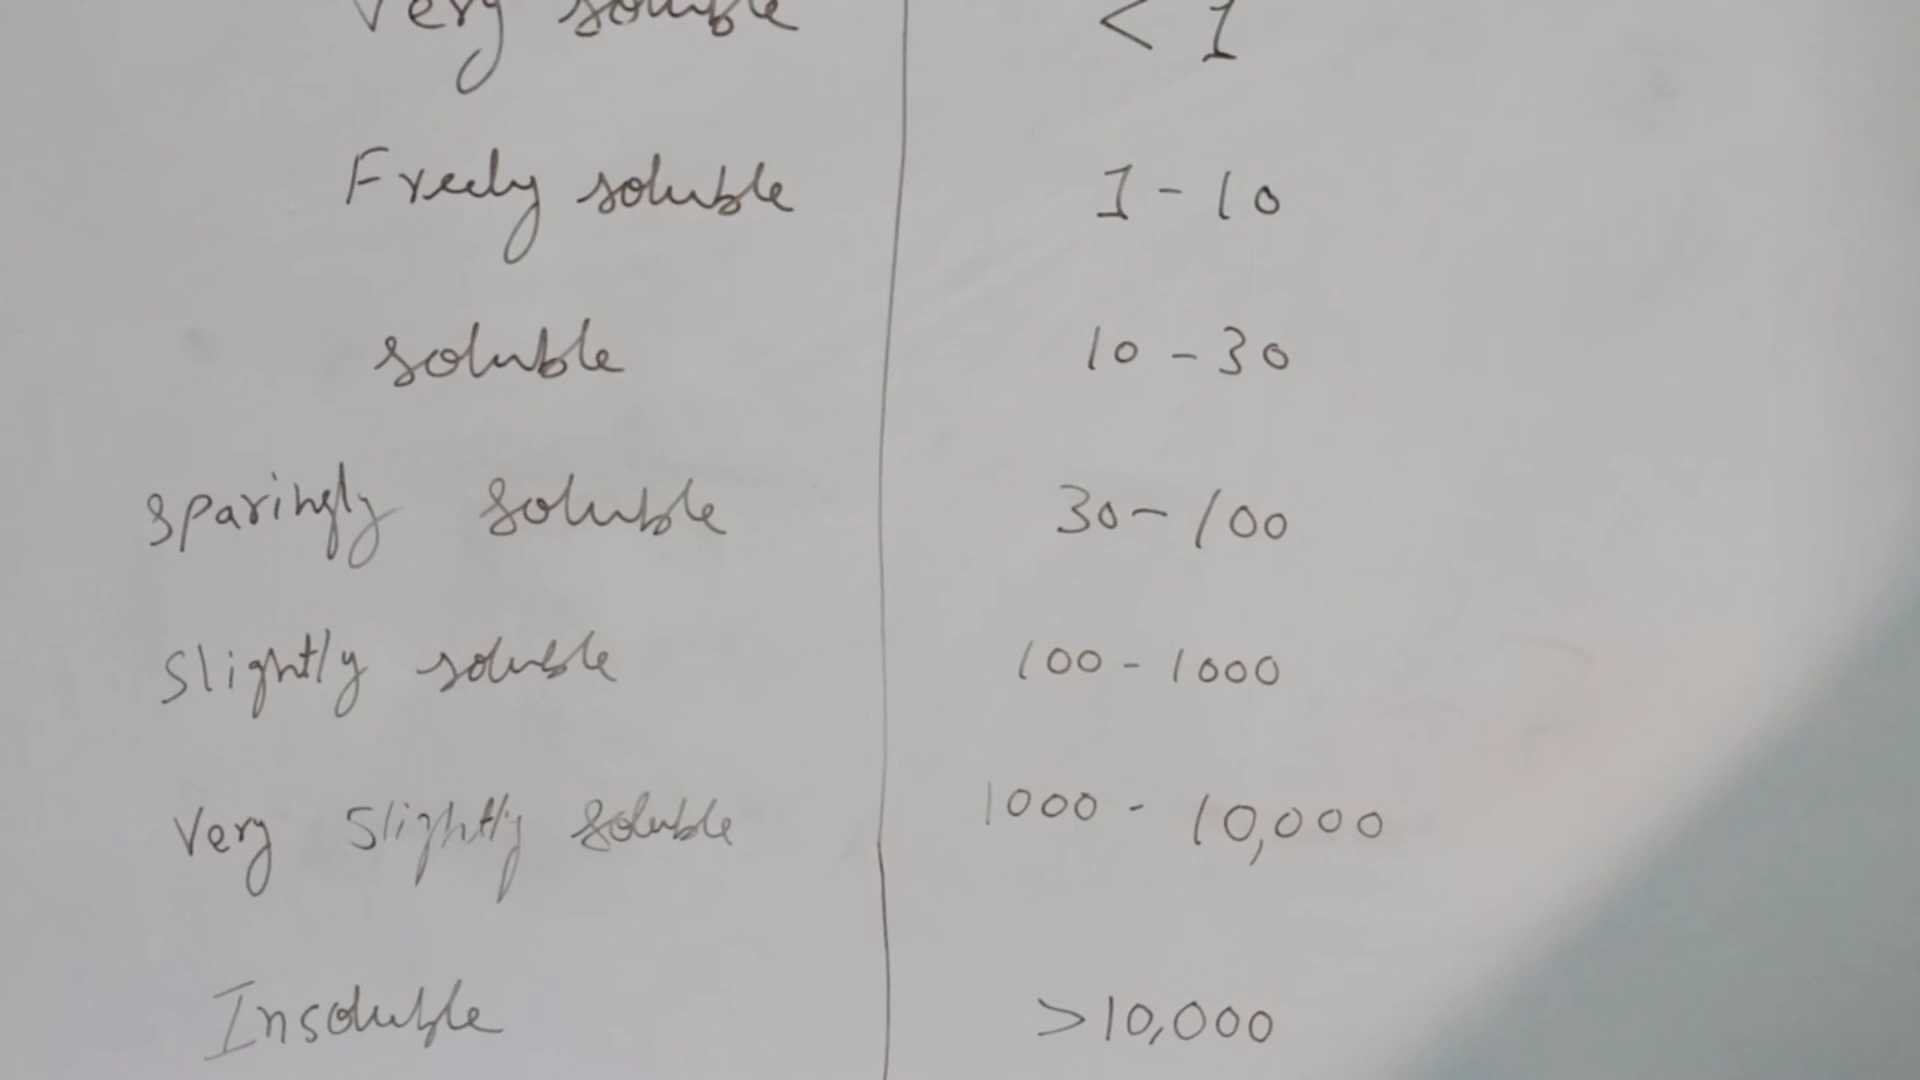 Very soluble < 1
Freely soluble 1 - 10
soluble 10 - 30
sparingly soluble 30 - 100
Slightly soluble 100 - 1000
Very Slightly soluble 1000 - 10,000
Insoluble >10,000